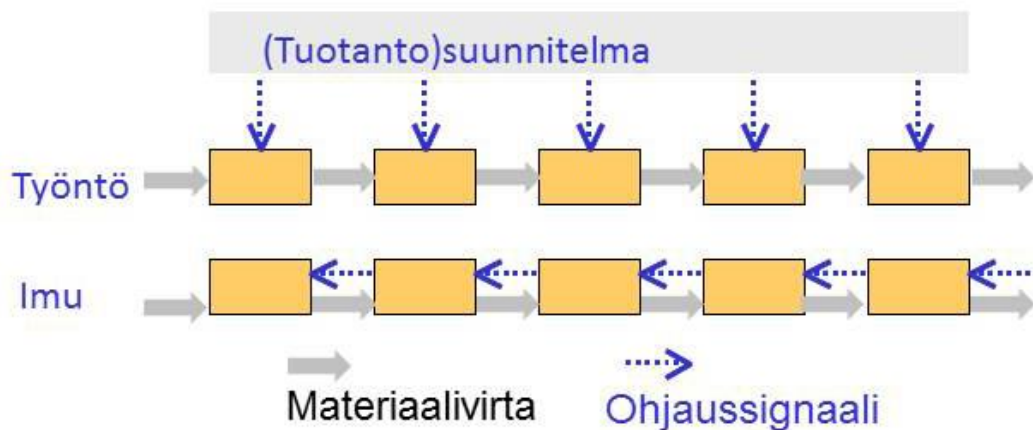 (Tuotanto)suunnitelma
Työntö
Imu
Materiaalivirta
Ohjaussignaali